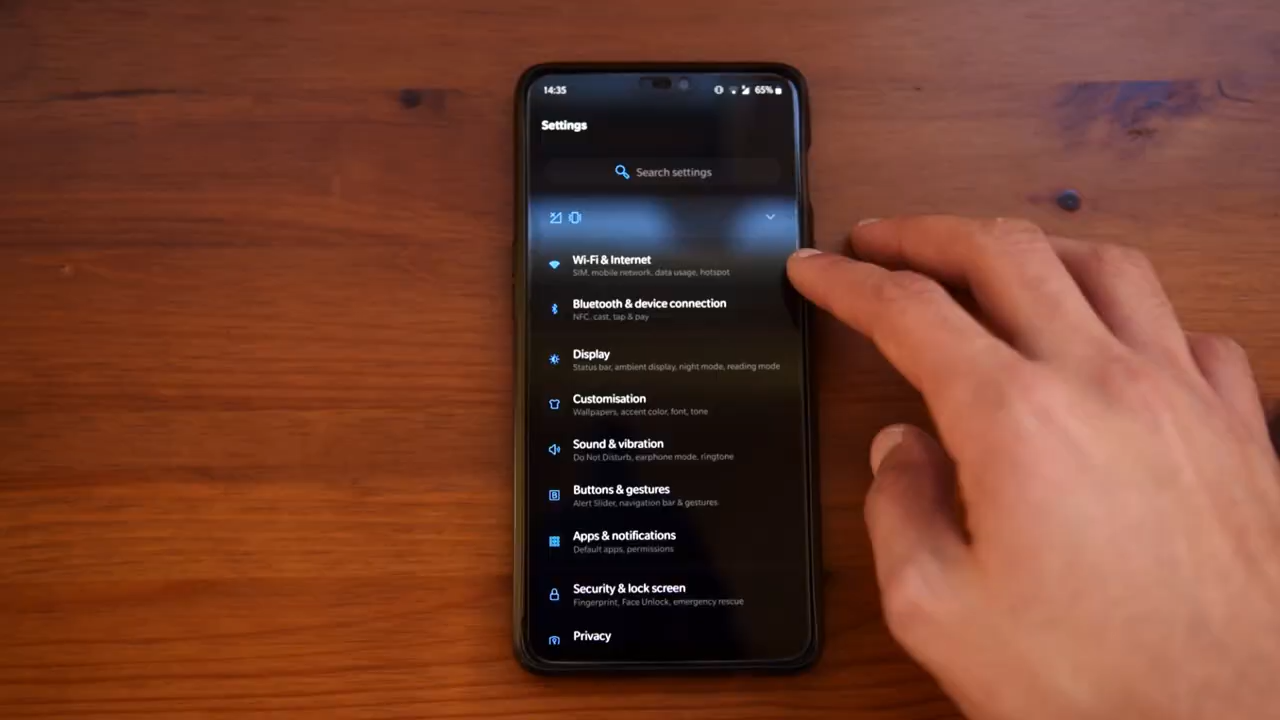 14:35
65%
Settings
Search settings
Wi-Fi & Internet
SIM, mobile network, data usage, hotspot
Bluetooth & device connection
NFC, cast, tap & pay
Display
Status bar, ambient display, night mode, reading mode
Customisation
Wallpapers, accent color, font, tone
Sound & vibration
Do Not Disturb, earphone mode, ringtone
Buttons & gestures
Alert Slider, navigation bar & gestures
Apps & notifications
Default apps, permissions
Security & lock screen
Fingerprint, Face Unlock, emergency rescue
Privacy